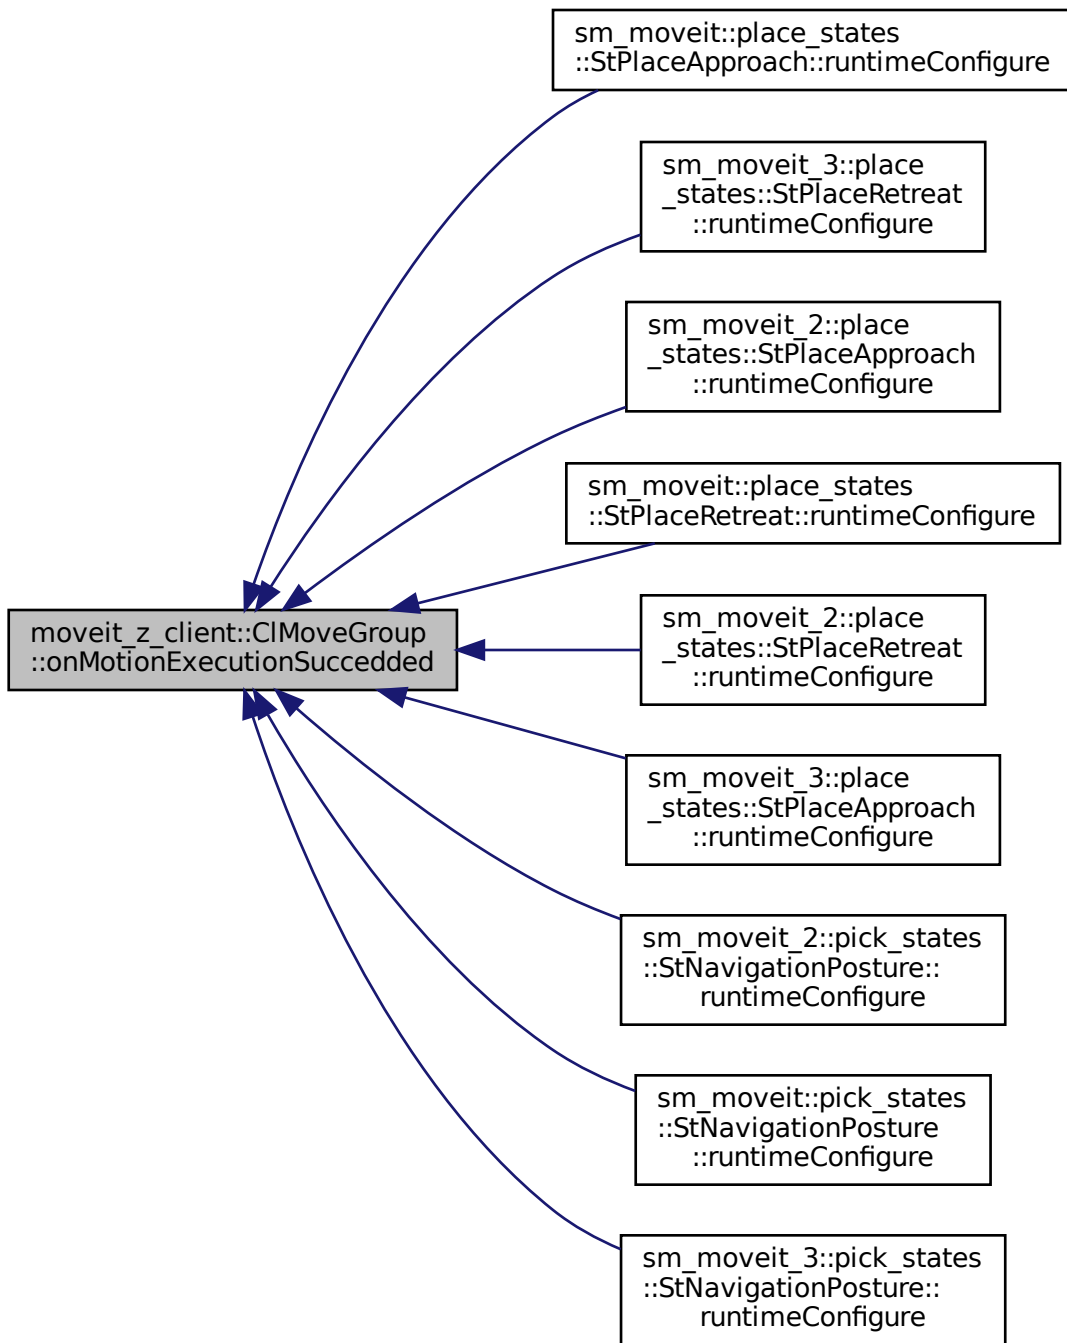 sm_moveit::place_states
::StPlaceApproach::runtimeConfigure
sm_moveit_3::place
_states::StPlaceRetreat
::runtimeConfigure
sm_moveit_2::place
_states::StPlaceApproach
::runtimeConfigure
sm_moveit::place_states
::StPlaceRetreat::runtimeConfigure
moveit_z_client::ClMoveGroup
::onMotionExecutionSuccedded
sm_moveit_2::place
_states::StPlaceRetreat
::runtimeConfigure
sm_moveit_3::place
_states::StPlaceApproach
::runtimeConfigure
sm_moveit_2::pick_states
::StNavigationPosture::
runtimeConfigure
sm_moveit::pick_states
::StNavigationPosture
::runtimeConfigure
sm_moveit_3::pick_states
::StNavigationPosture::
runtimeConfigure